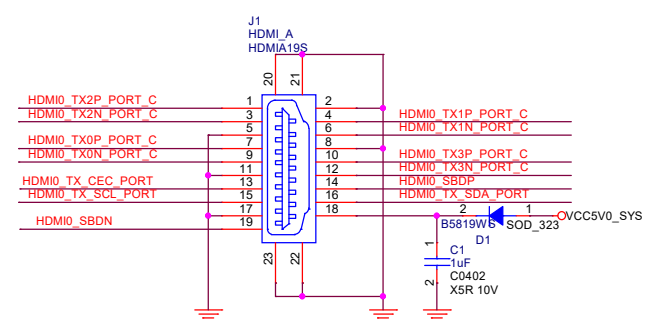 J1
HDMI_A
HDMIA19S
20
21
HDMI0_TX2P_PORT_C
1
2
HDMI0_TX2N_PORT_C
3
4
HDMI0_TX1P_PORT_C
5
6
HDMI0_TX1N_PORT_C
HDMI0_TX0P_PORT_C
7
8
HDMI0_TX0N_PORT_C
9
10
HDMI0_TX3P_PORT_C
11
12
HDMI0_TX3N_PORT_C
HDMI0_TX_CEC_PORT
13
14
HDMI0_SBDP
HDMI0_TX_SCL_PORT
15
16
HDMI0_TX_SDA_PORT
17
18
2
1
VCC5V0_SYS
HDMI0_SBDN
19
B5819WS
SOD_323
D1
23
22
1
C1
1uF
2
C0402
X5R 10V